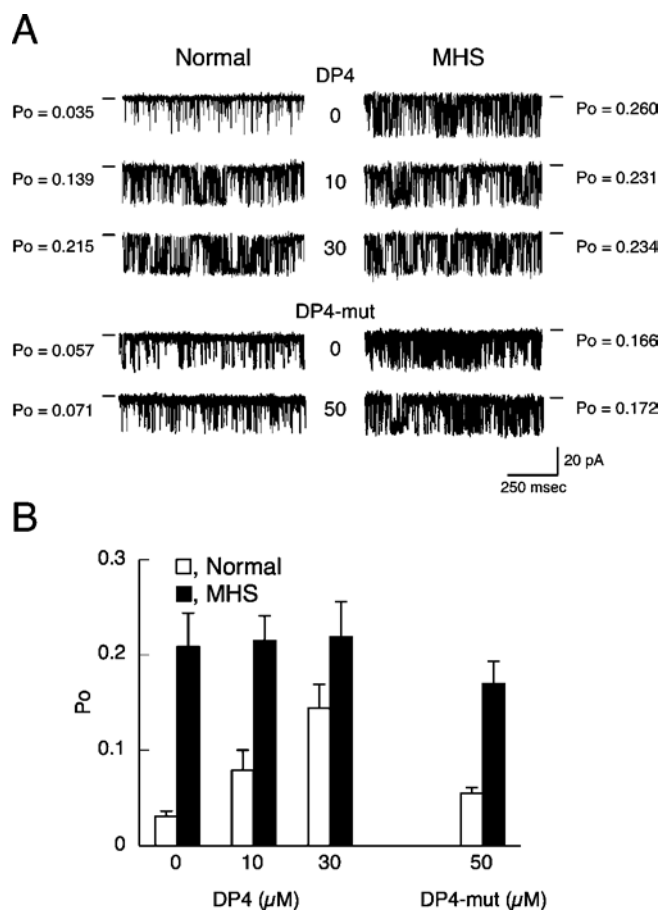 A
Normal
MHS
DP4
Po = 0.035
0
Po = 0.260
Po = 0.139
10
Po = 0.231
Po = 0.215
30
Po = 0.234
DP4-mut
Po = 0.057
0
Po = 0.166
Po = 0.071
50
Po = 0.172
20 pA
250 msec
B
0.3
, Normal
, MHS
0.2
Po
0.1
0
0 10 30 50
DP4 (μM) DP4-mut (μM)